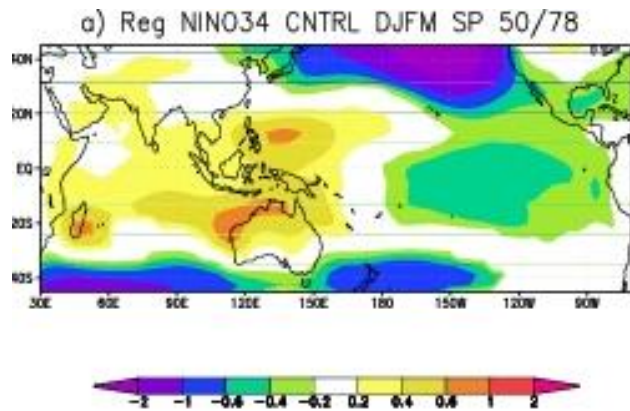 a) Reg NINO34 CNTRL DJFM SP 50/78
40N
20N
EQ
20S
40S
30E 60E 90E 120E 150E 180 150W 120W 90W
-2 -1 -0.6 -0.4 -0.2 0.2 0.4 0.6 1 2